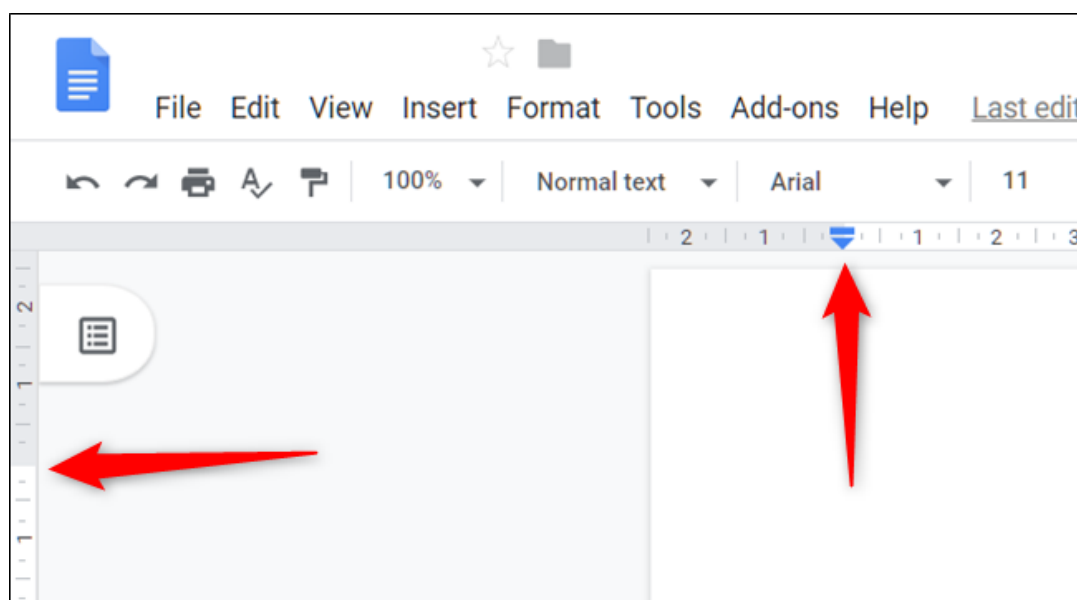 File Edit View Insert Format Tools Add-ons Help Last edit
100% Normal text Arial 11
2 1 1 2 3
2
1
1